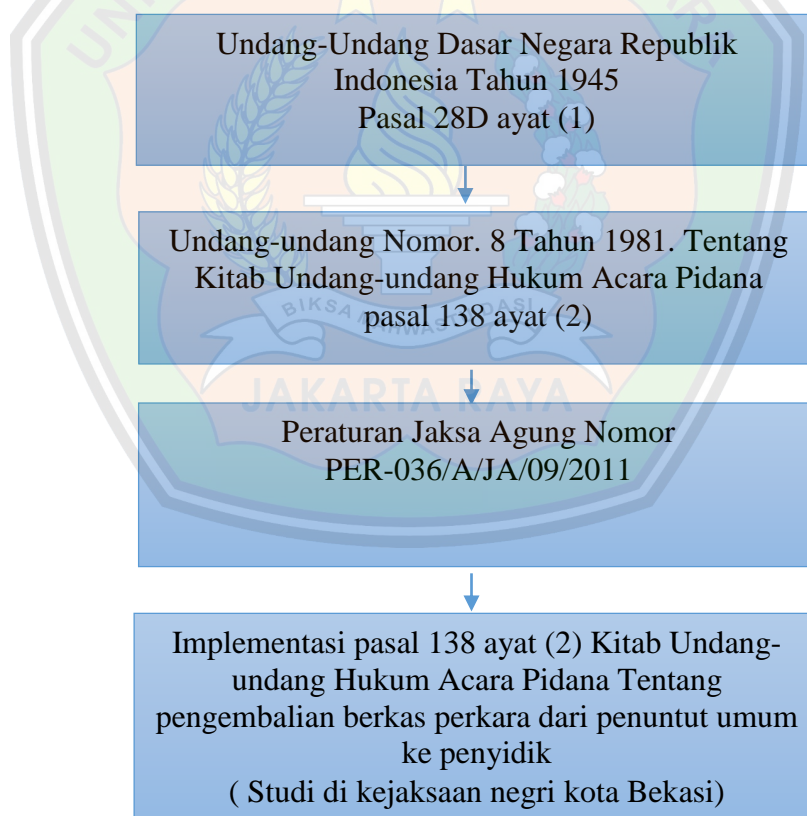 Undang-Undang Dasar Negara Republik
Indonesia Tahun 1945
Pasal 28D ayat (1)
Undang-undang Nomor. 8 Tahun 1981. Tentang
Kitab Undang-undang Hukum Acara Pidana
pasal 138 ayat (2)
JAKARTA RAYA
Peraturan Jaksa Agung Nomor
PER-036/A/JA/09/2011
Implementasi pasal 138 ayat (2) Kitab Undang-
undang Hukum Acara Pidana Tentang
pengembalian berkas perkara dari penuntut umum
ke penyidik
( Studi di kejaksaan negri kota Bekasi)